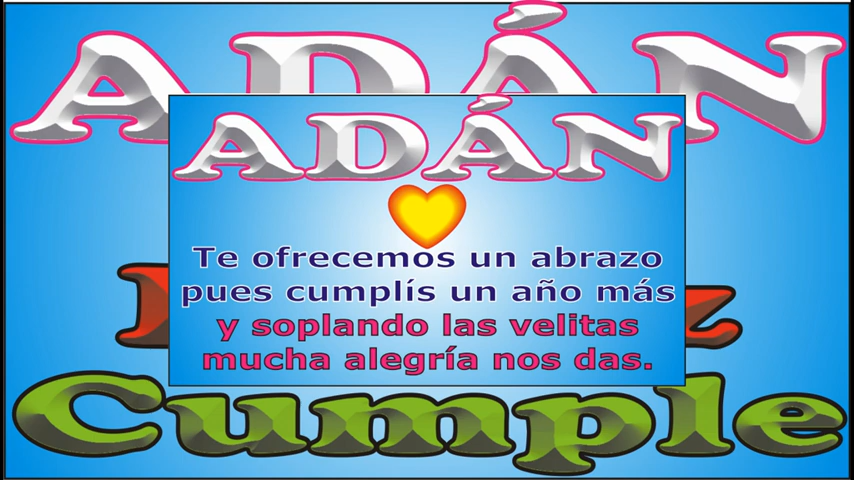 ADÁN
ADÁN
Te ofrecemos un abrazo
pues cumplís un año más
y soplando las velitas
mucha alegría nos das.
Cumple